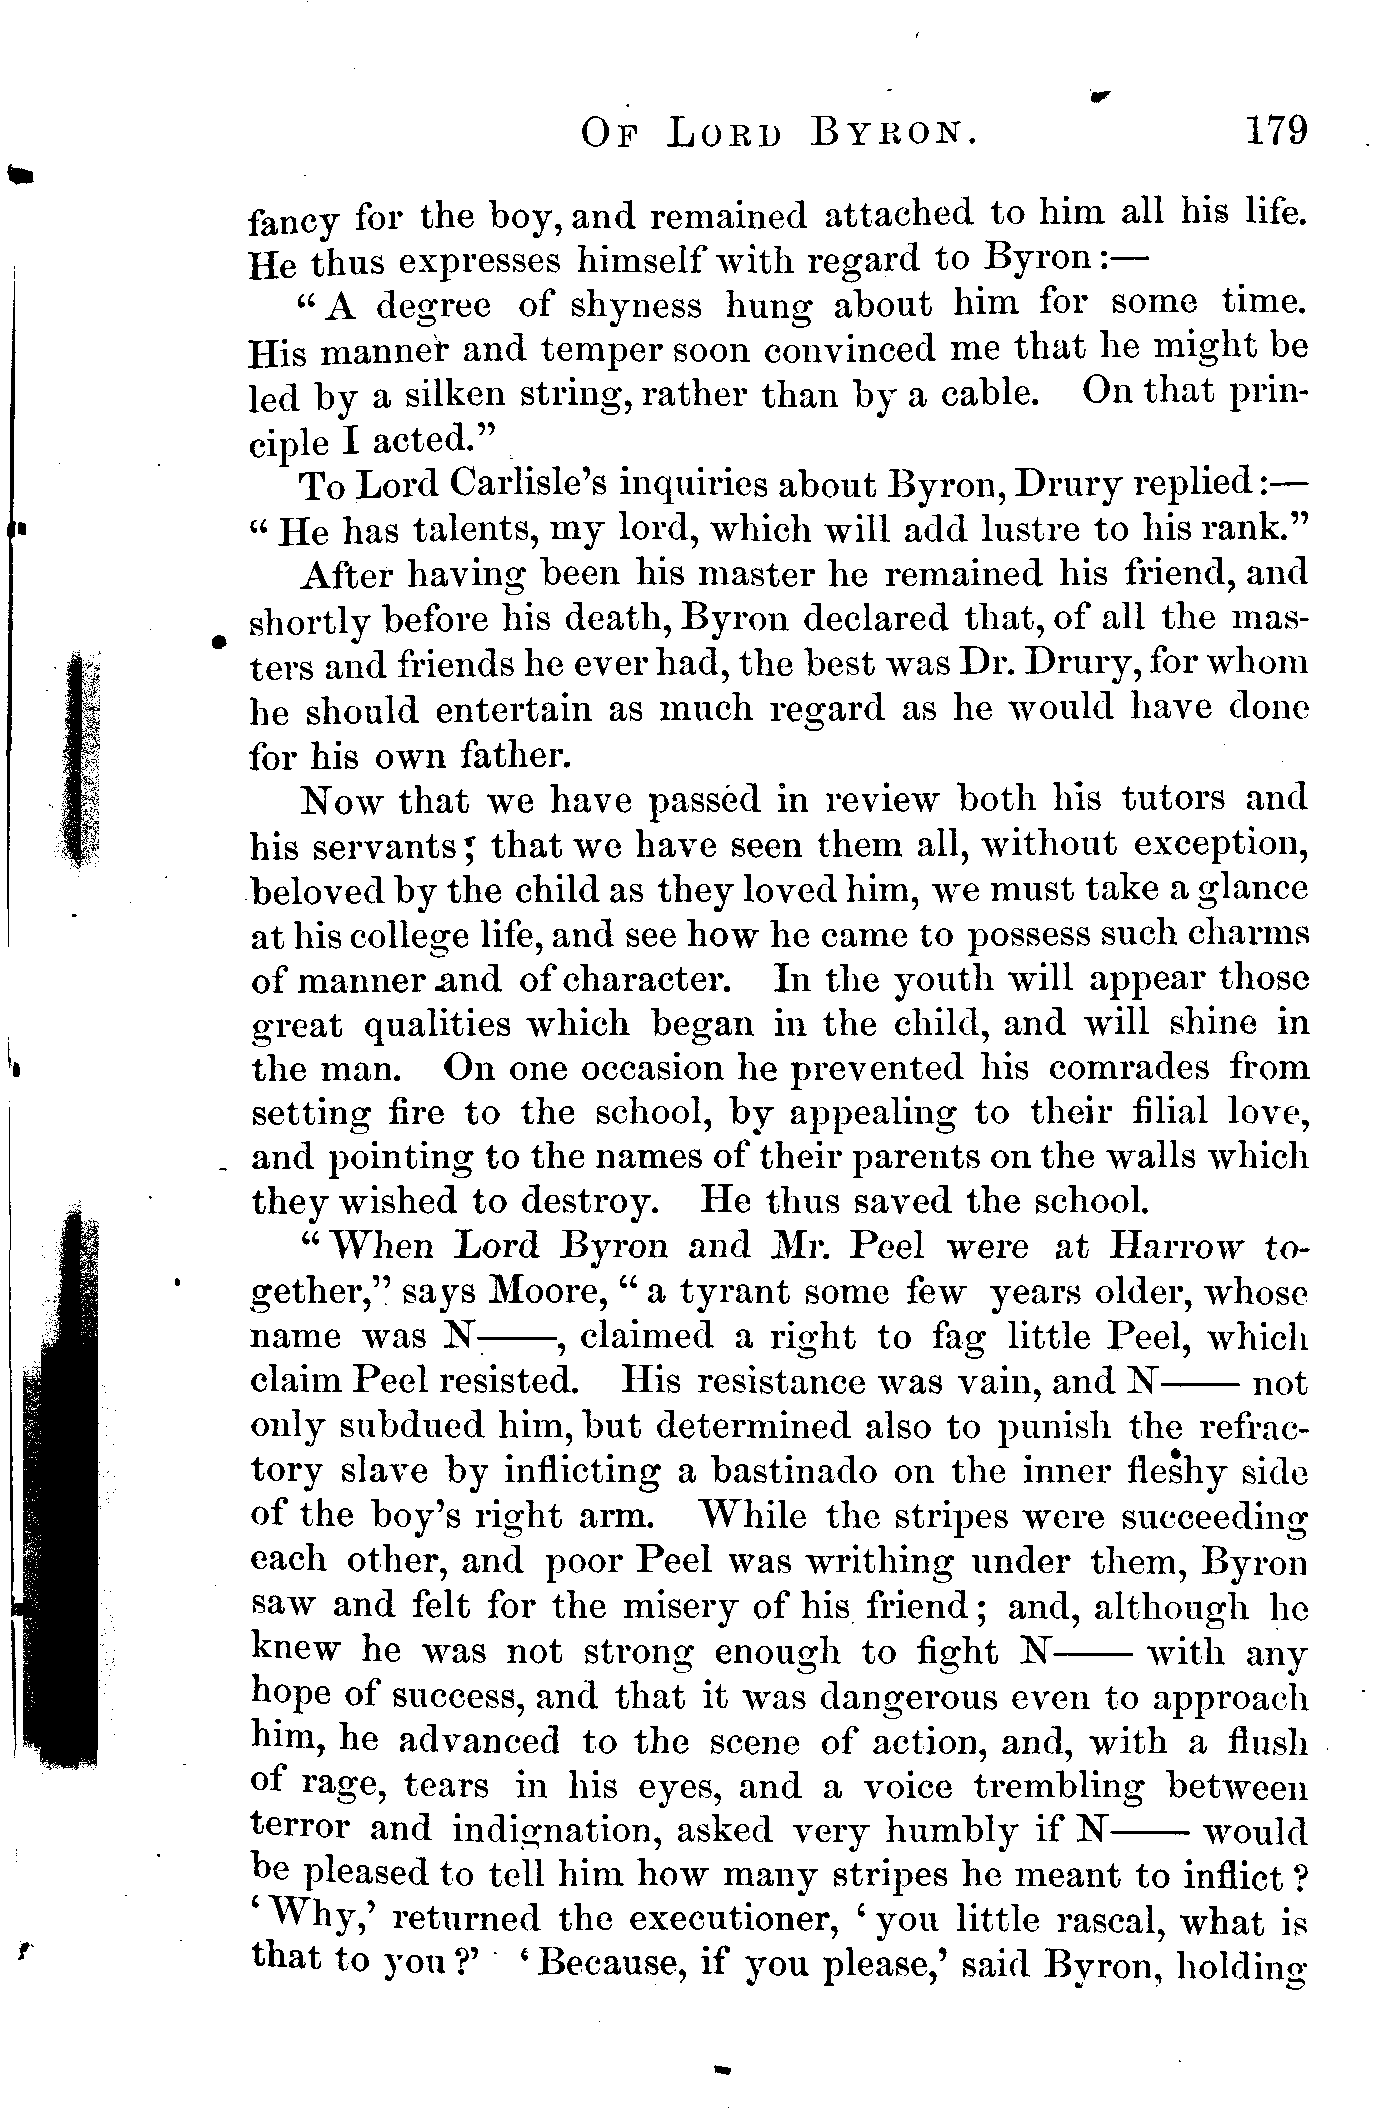 OF LORD BYRON. 179
fancy for the boy, and remained attached to him all his life.
He thus expresses himself with regard to Byron:—
“A degree of shyness hung about him for some time.
His manner and temper soon convinced me that he might be
led by a silken string, rather than by a cable. On that prin-
ciple I acted.”
To Lord Carlisle’s inquiries about Byron, Drury replied:—
“He has talents, my lord, which will add lustre to his rank.”
After having been his master he remained his friend, and
shortly before his death, Byron declared that, of all the mas-
ters and friends he ever had, the best was Dr. Drury, for whom
he should entertain as much regard as he would have done
for his own father.
Now that we have passed in review both his tutors and
his servants; that we have seen them all, without exception,
beloved by the child as they loved him, we must take a glance
at his college life, and see how he came to possess such charms
of manner and of character. In the youth will appear those
great qualities which began in the child, and will shine in
the man. On one occasion he prevented his comrades from
setting fire to the school, by appealing to their filial love,
and pointing to the names of their parents on the walls which
they wished to destroy. He thus saved the school.
“When Lord Byron and Mr. Peel were at Harrow to-
gether,” says Moore, “a tyrant some few years older, whose
name was N——, claimed a right to fag little Peel, which
claim Peel resisted. His resistance was vain, and N—— not
only subdued him, but determined also to punish the refrac-
tory slave by inflicting a bastinado on the inner fleshy side
of the boy’s right arm. While the stripes were succeeding
each other, and poor Peel was writhing under them, Byron
saw and felt for the misery of his friend; and, although he
knew he was not strong enough to fight N—— with any
hope of success, and that it was dangerous even to approach
him, he advanced to the scene of action, and, with a flush
of rage, tears in his eyes, and a voice trembling between
terror and indignation, asked very humbly if N—— would
be pleased to tell him how many stripes he meant to inflict?
‘Why,’ returned the executioner, ‘you little rascal, what is
that to you?’ ‘Because, if you please,’ said Byron, holding